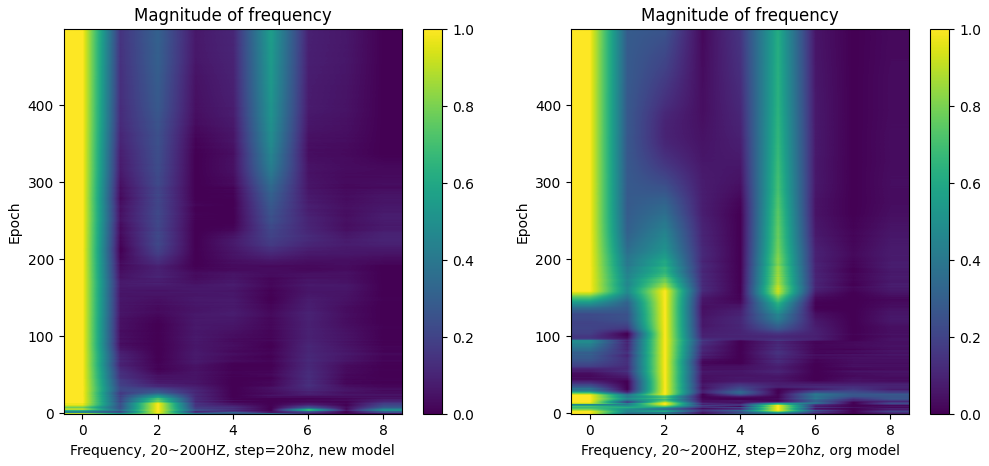 Magnitude of frequency
Epoch
400
300
200
100
0
0 2 4 6 8
Frequency, 20~200HZ, step=20hz, new model
1.0
0.8
0.6
0.4
0.2
0.0
Magnitude of frequency
Epoch
400
300
200
100
0
0 2 4 6 8
Frequency, 20~200HZ, step=20hz, org model
1.0
0.8
0.6
0.4
0.2
0.0